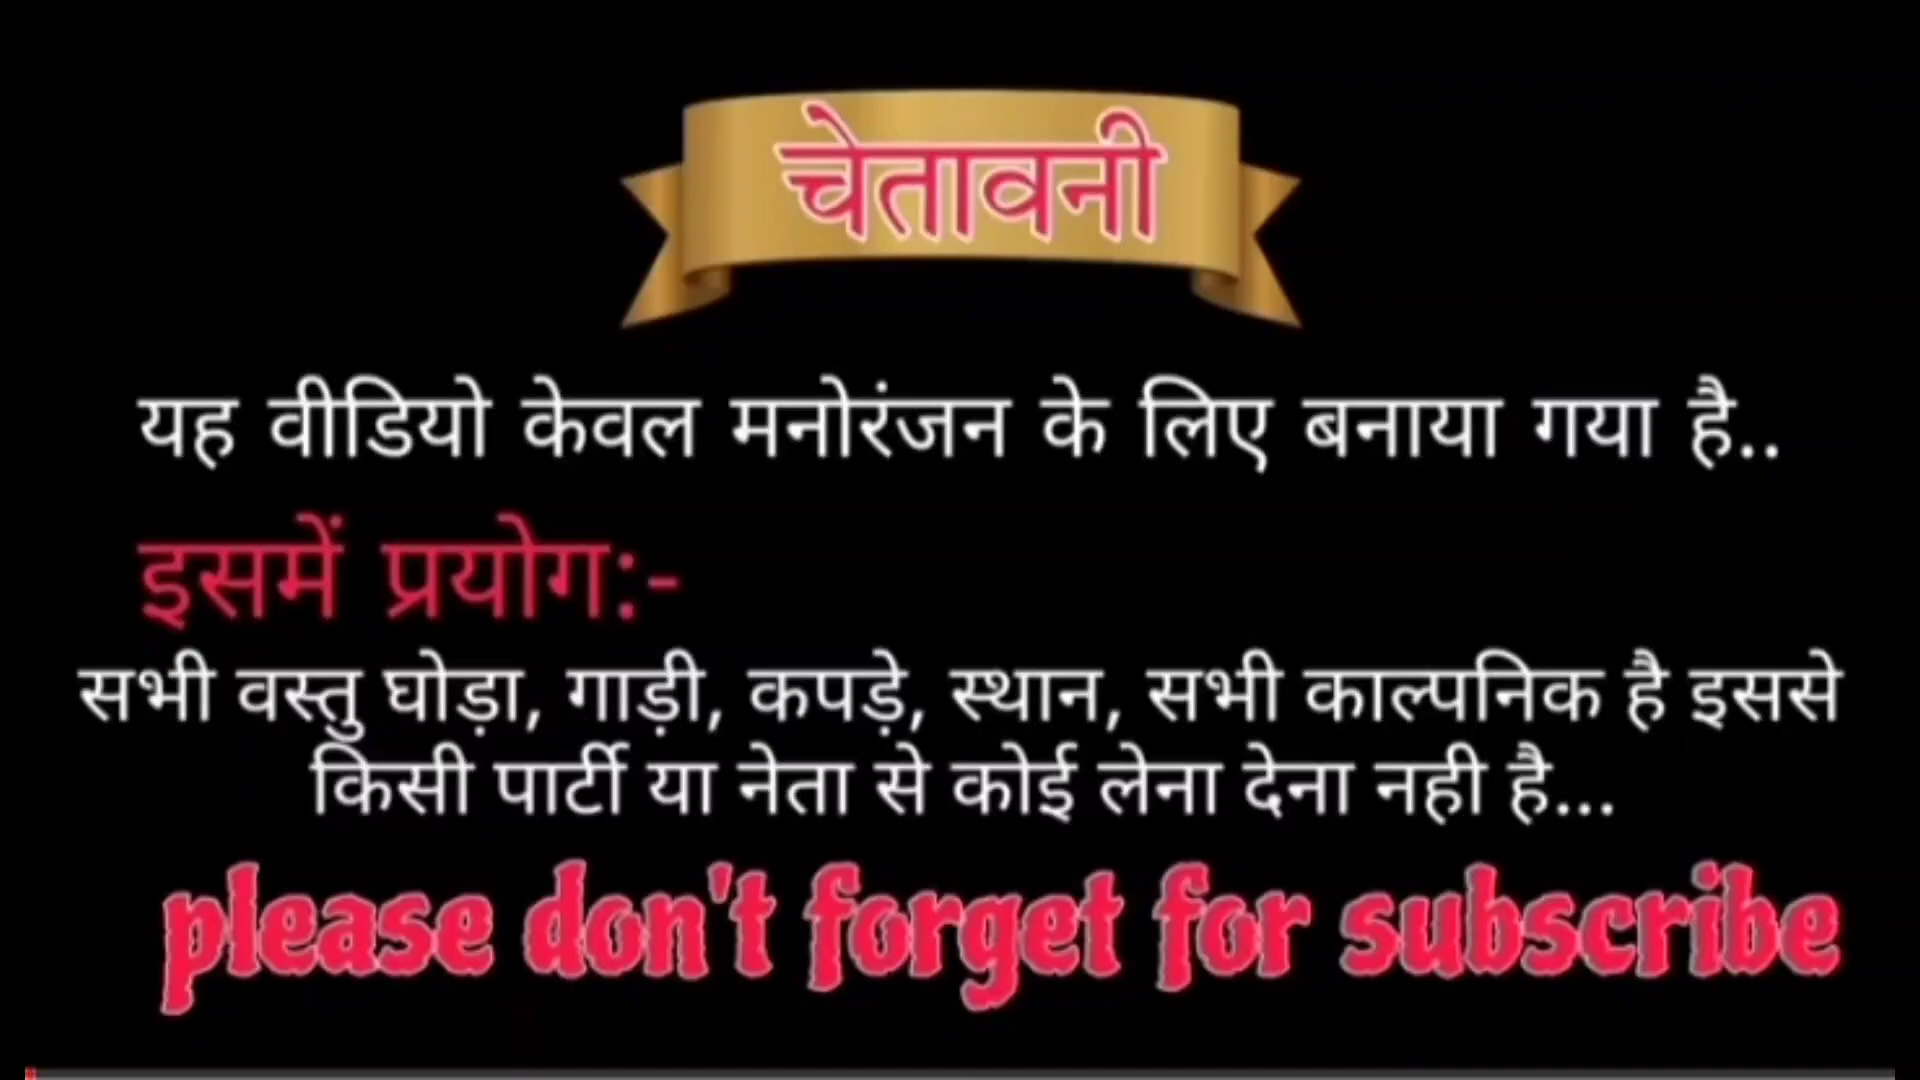 चेतावनी
यह वीडियो केवल मनोरंजन के लिए बनाया गया है..
इसमें प्रयोग:-
सभी वस्तु घोड़ा, गाड़ी, कपड़े, स्थान, सभी काल्पनिक है इससे
किसी पार्टी या नेता से कोई लेना देना नही है...
please don't forget for subscribe